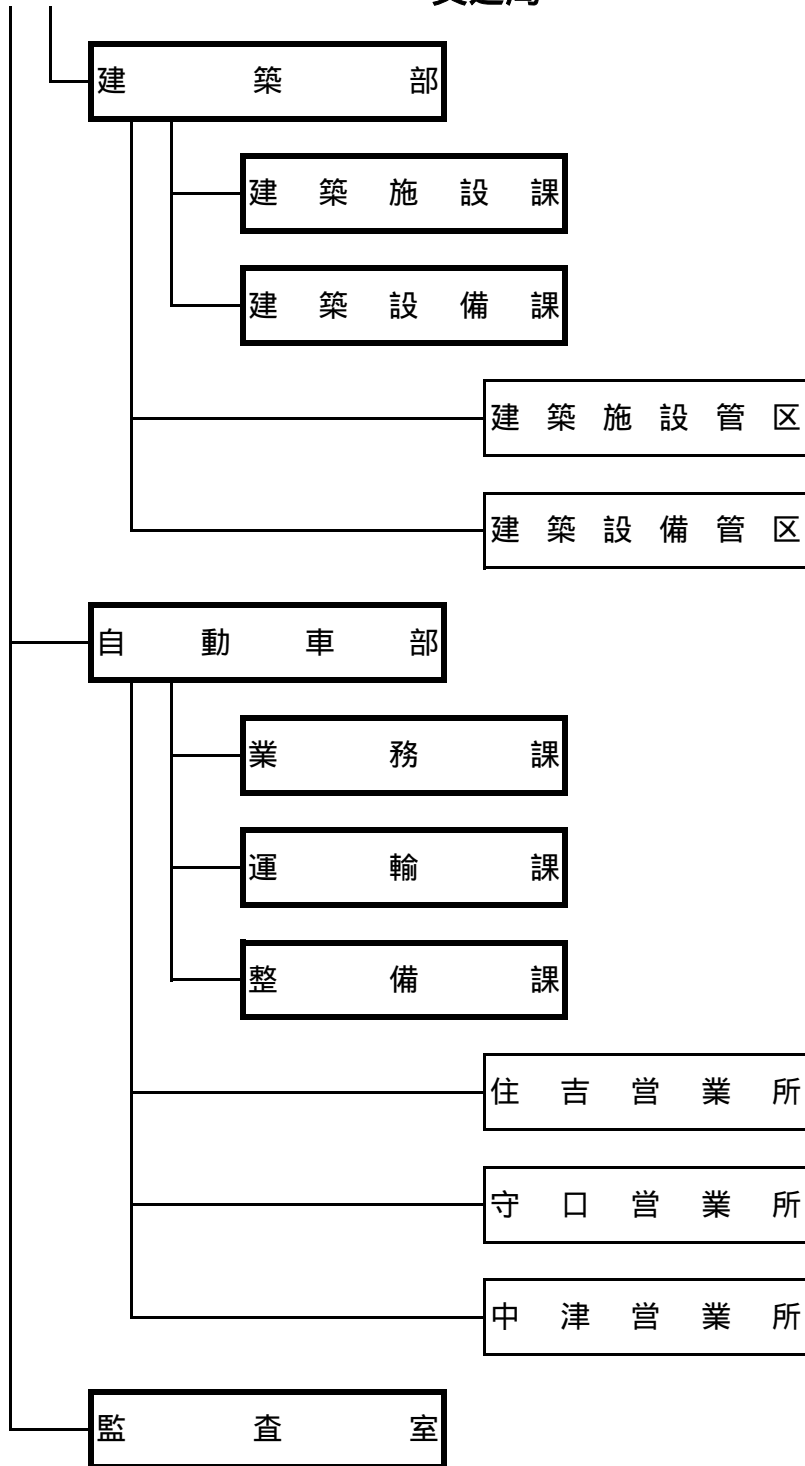 建築部
建築施設課
建築設備課
建築施設管区
建築設備管区
自動車部
業務課
運輸課
整備課
住吉営業所
守口営業所
中津営業所
監査室